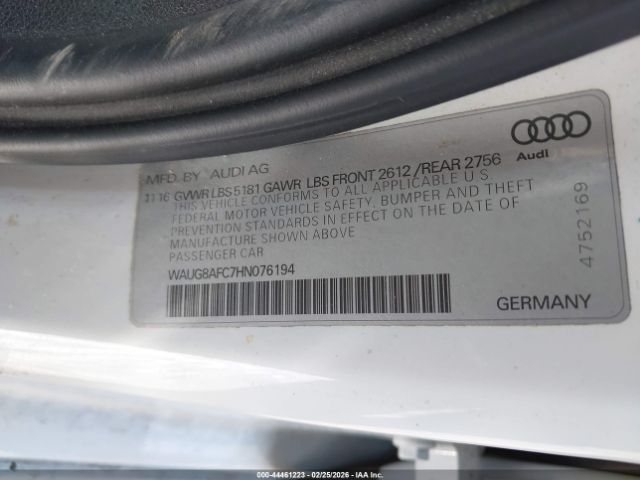 MFD. BY AUDI AG
11 16 GVWR LBS 5181 GAWR LBS FRONT 2612 / REAR 2756
THIS VEHICLE CONFORMS TO ALL APPLICABLE U.S.
FEDERAL MOTOR VEHICLE SAFETY, BUMPER AND THEFT
PREVENTION STANDARDS IN EFFECT ON THE DATE OF
MANUFACTURE SHOWN ABOVE
PASSENGER CAR
WAUG8AFC7HN076194
Audi
4752169
GERMANY
000-44461223 - 02/25/2026 - IAA Inc.